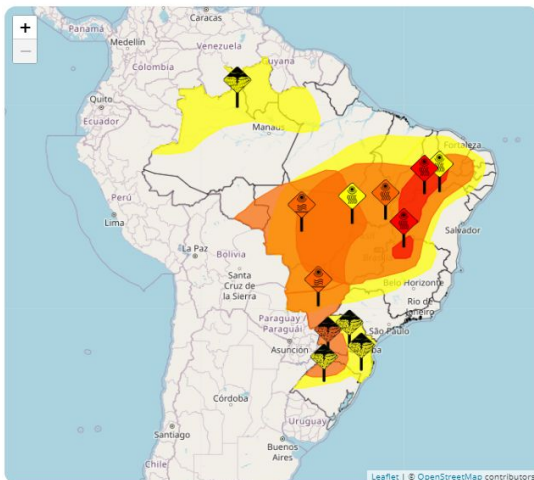 +
−
Caracas
Panamá
Medellín
Venezuela
Guyana
Colombia
Quito
Ecuador
Manaus
Fortaleza
Perú
Lima
Salvador
La Paz
Bolivia
Santa
Cruz de
la Sierra
Belo Horizonte
Rio de
Janeiro
Paraguay /
Paraguái
São Paulo
Asunción
Córdoba
Uruguay
Santiago
Buenos
Aires
Chile
Leaflet | © OpenStreetMap contributors